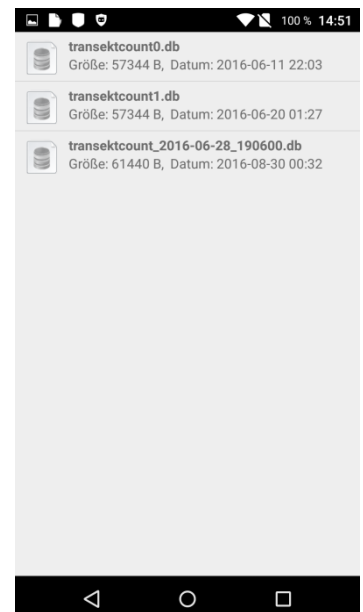 100 % 14:51
transektcount0.db
Größe: 57344 B, Datum: 2016-06-11 22:03
transektcount1.db
Größe: 57344 B, Datum: 2016-06-20 01:27
transektcount_2016-06-28_190600.db
Größe: 61440 B, Datum: 2016-08-30 00:32